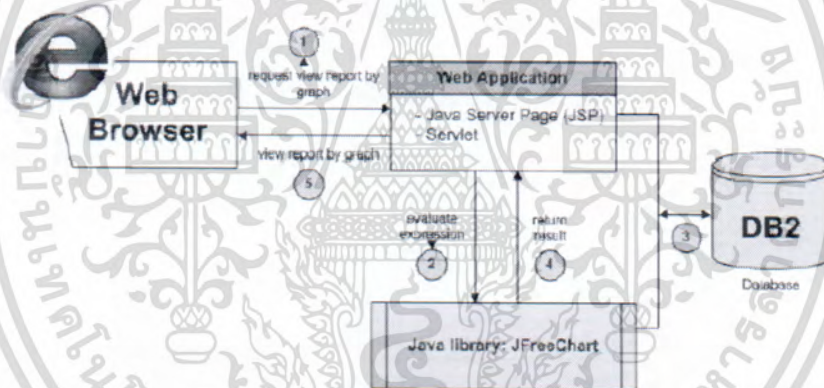 1
request view report by
graph
Web
Browser
view report by graph
5
Web Application
- Java Server Page (JSP)
- Servlet
evaluate
expression
2
return
result
4
3
DB2
Database
Java library: JFreeChart